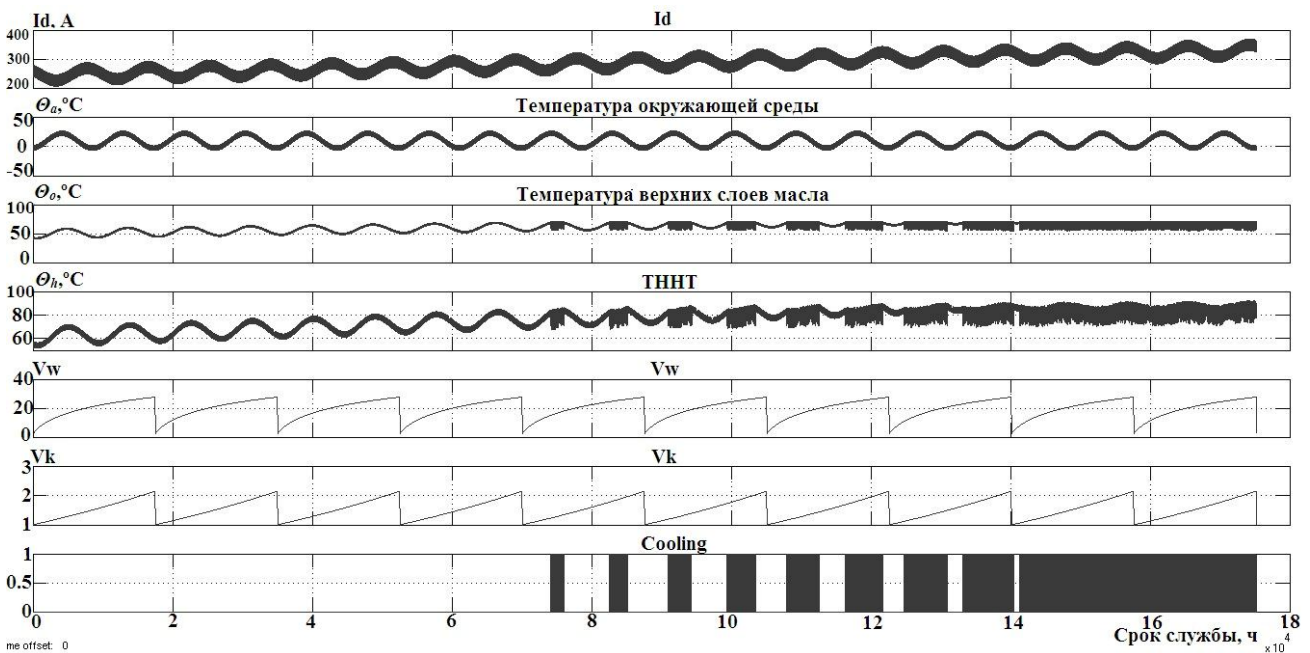 Id, A Id
400
300
200
Θa,°C Температура окружающей среды
50
0
-50
Θo,°C Температура верхних слоев масла
100
50
0
Θh,°C ТННТ
100
80
60
Vw Vw
40
20
0
Vk Vk
3
2
1
Cooling
1
0.5
0
0 2 4 6 8 10 12 14 16 18
Срок службы, ч x 10 4
me offset: 0